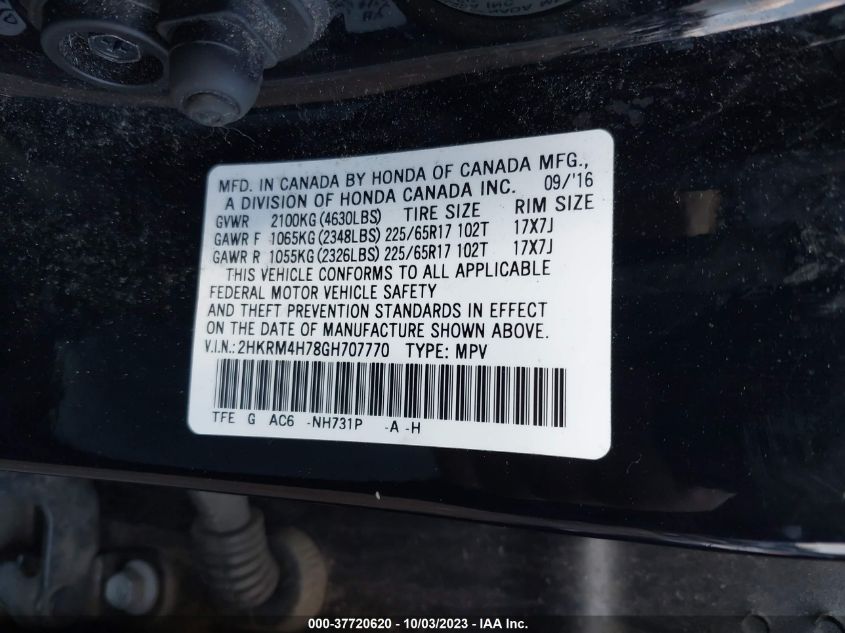 MFD. IN CANADA BY HONDA OF CANADA MFG.,
A DIVISION OF HONDA CANADA INC. 09/'16
GVWR 2100KG(4630LBS) TIRE SIZE RIM SIZE
GAWR F 1065KG(2348LBS) 225/65R17 102T 17X7J
GAWR R 1055KG(2326LBS) 225/65R17 102T 17X7J
THIS VEHICLE CONFORMS TO ALL APPLICABLE
FEDERAL MOTOR VEHICLE SAFETY
AND THEFT PREVENTION STANDARDS IN EFFECT
ON THE DATE OF MANUFACTURE SHOWN ABOVE.
V.I.N.:2HKRM4H78GH707770 TYPE: MPV
TFE G AC6 -NH731P -A -H
000-37720620 - 10/03/2023 - IAA Inc.